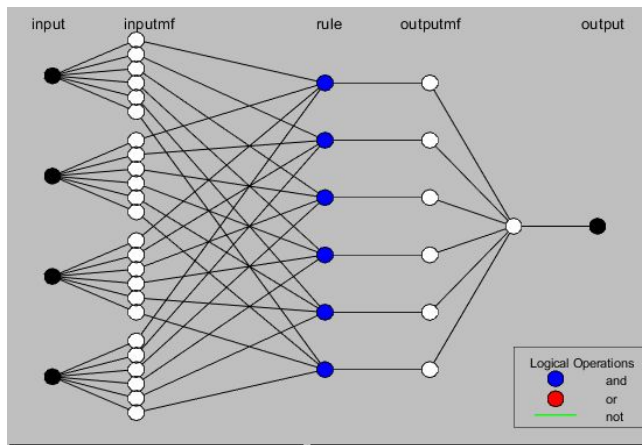 input inputmf rule outputmf output
Logical Operations
and
or
not